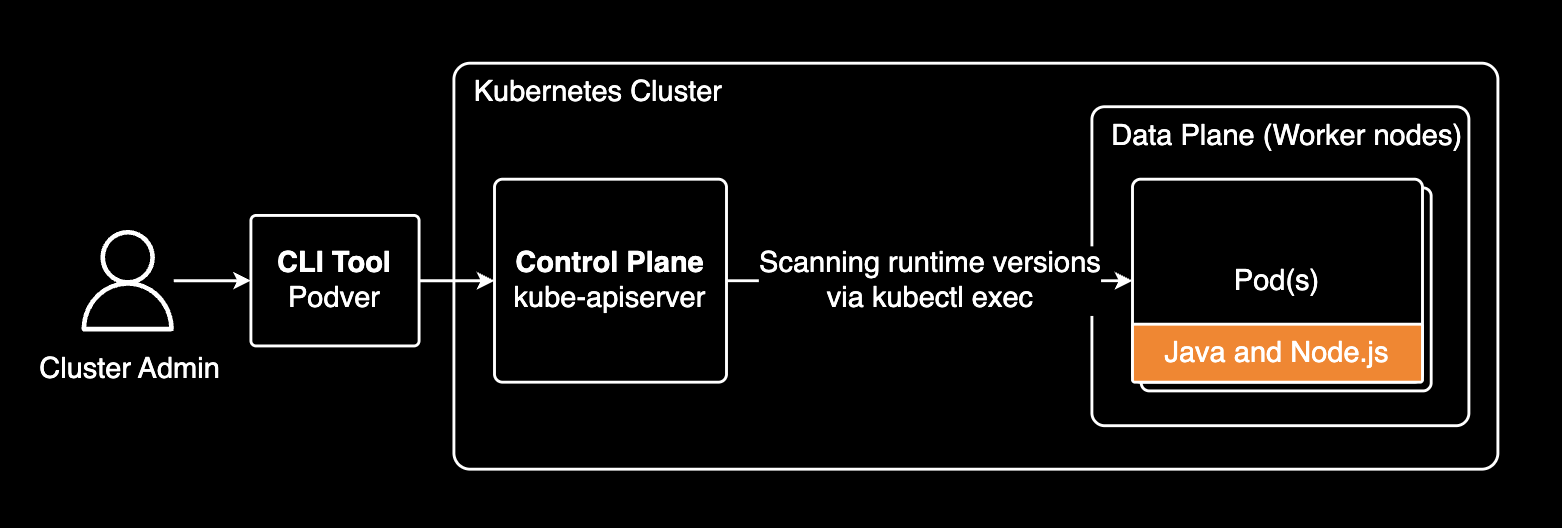 Kubernetes Cluster
Data Plane (Worker nodes)
CLI Tool
Podver
Control Plane
kube-apiserver
Scanning runtime versions
via kubectl exec
Pod(s)
Java and Node.js
Cluster Admin